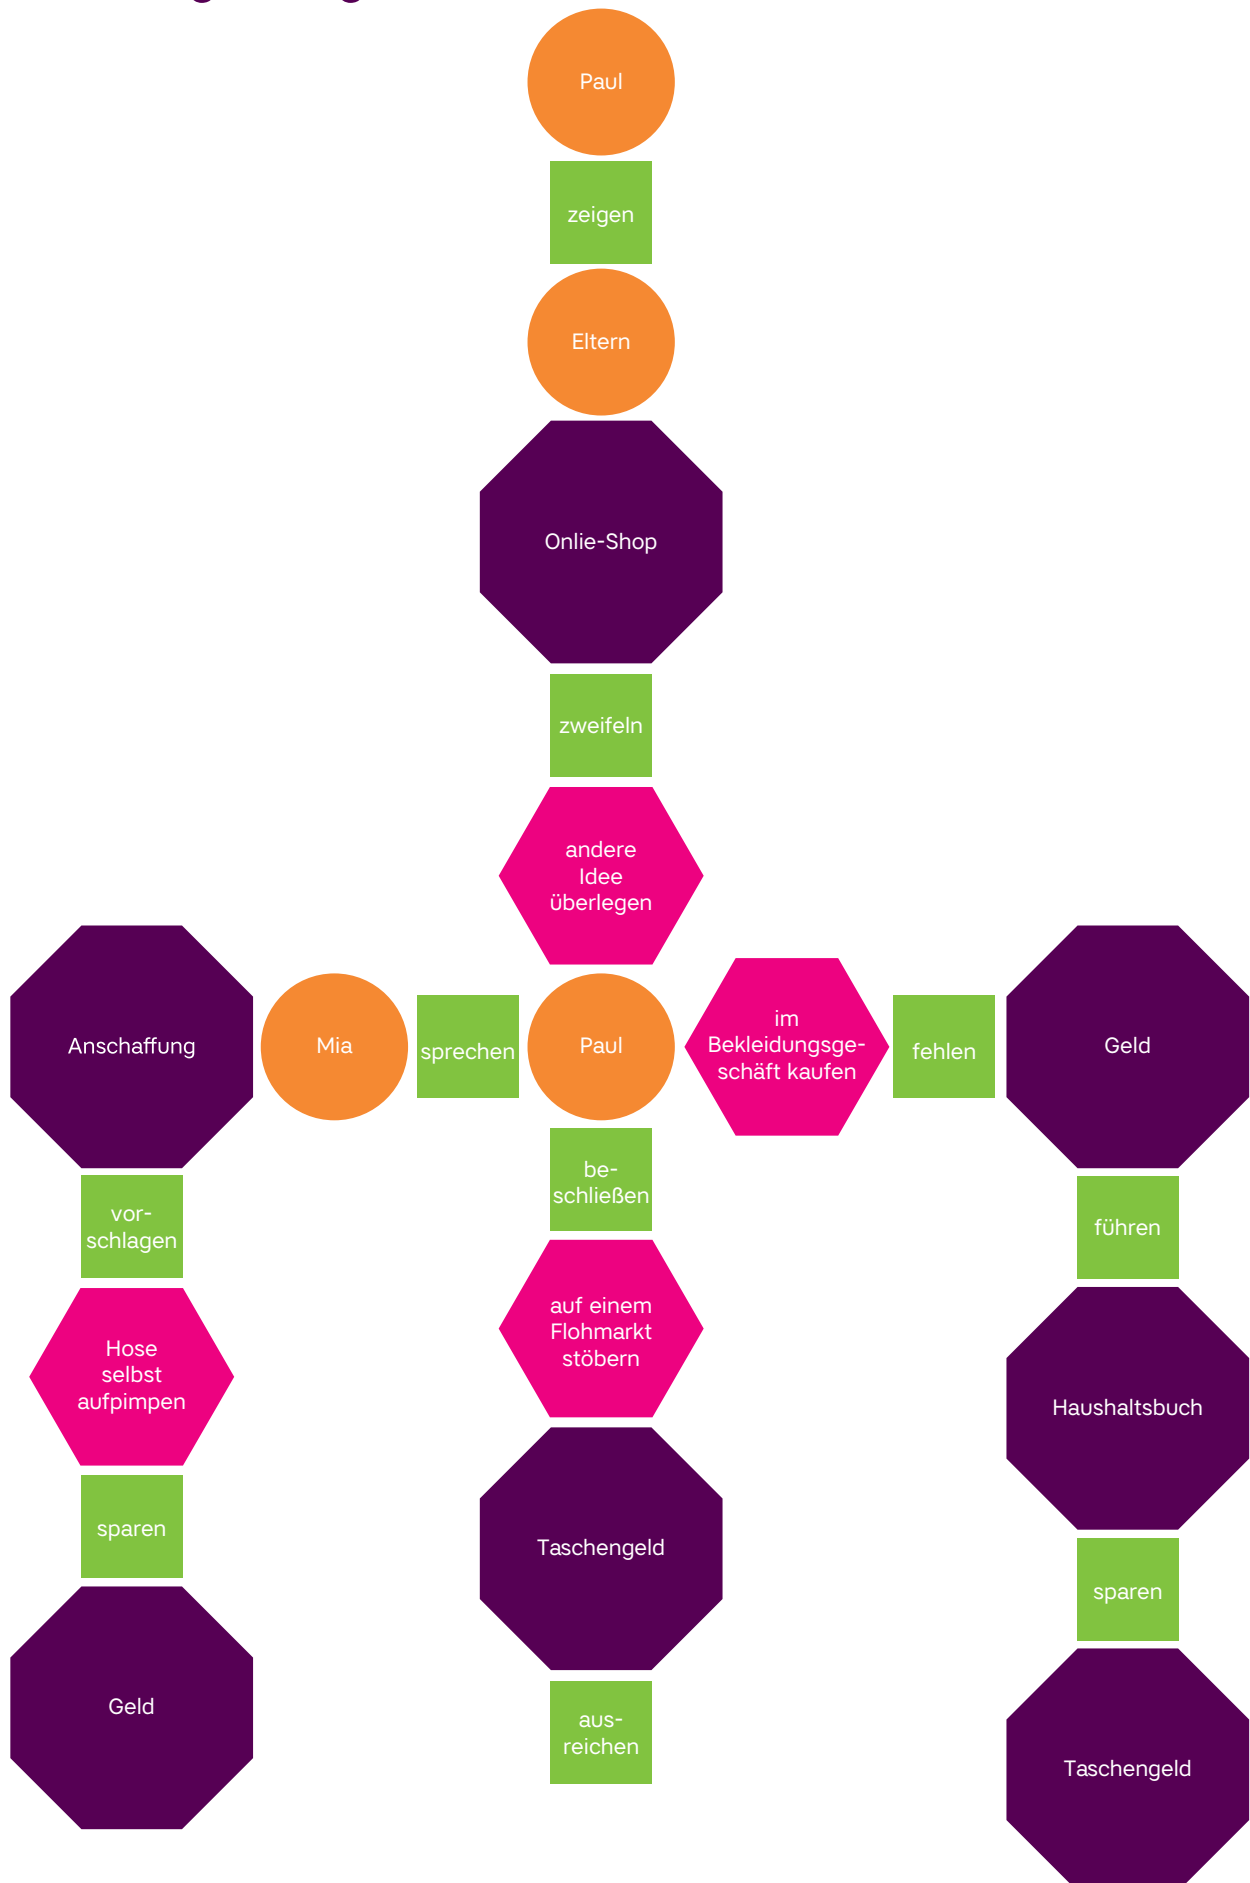 Paul
zeigen
Eltern
Onlie-Shop
zweifeln
andere
Idee
überlegen
Anschaffung
Mia
sprechen
Paul
im
Bekleidungsge-
schäft kaufen
fehlen
Geld
vor-
schlagen
Hose
selbst
aufpimpen
sparen
Geld
be-
schließen
auf einem
Flohmarkt
stöbern
Taschengeld
aus-
reichen
führen
Haushaltsbuch
sparen
Taschengeld